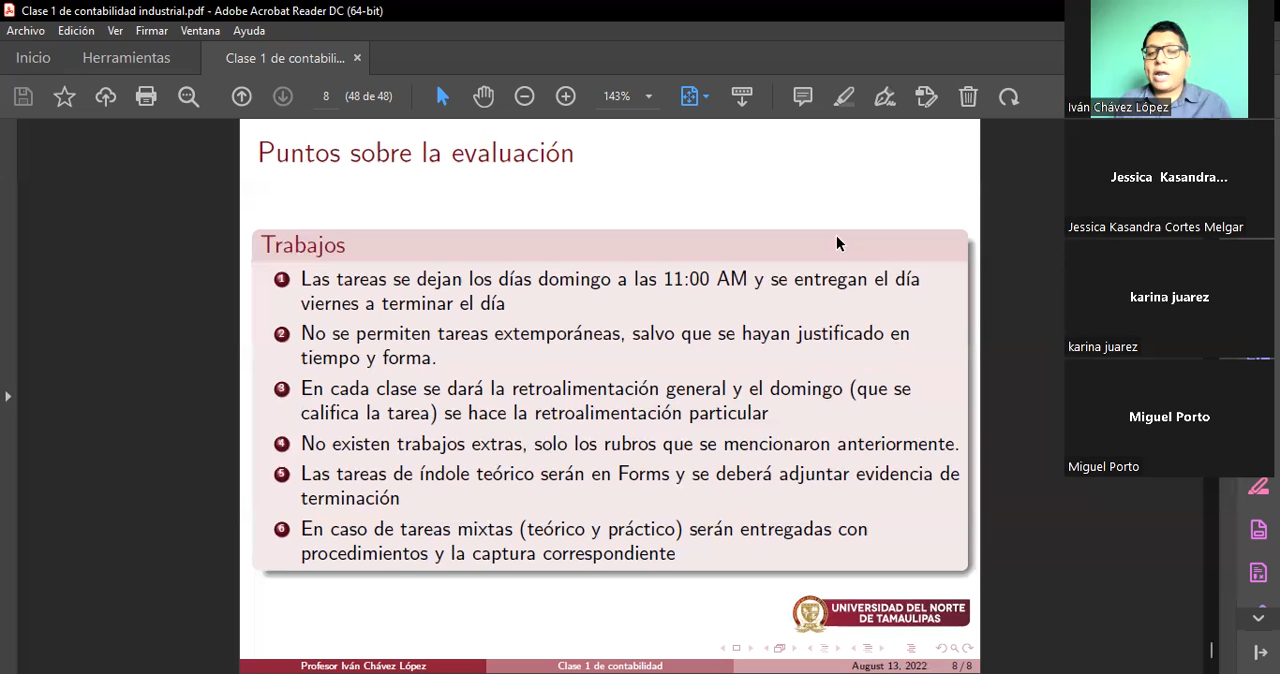 Clase 1 de contabilidad industrial.pdf - Adobe Acrobat Reader DC (64-bit)
Archivo Edición Ver Firmar Ventana Ayuda
Inicio Herramientas Clase 1 de contabili... ×
8 (48 de 48) 143%
Puntos sobre la evaluación
Trabajos
1 Las tareas se dejan los días domingo a las 11:00 AM y se entregan el día
viernes a terminar el día
2 No se permiten tareas extemporáneas, salvo que se hayan justificado en
tiempo y forma.
3 En cada clase se dará la retroalimentación general y el domingo (que se
califica la tarea) se hace la retroalimentación particular
4 No existen trabajos extras, solo los rubros que se mencionaron anteriormente.
5 Las tareas de índole teórico serán en Forms y se deberá adjuntar evidencia de
terminación
6 En caso de tareas mixtas (teórico y práctico) serán entregadas con
procedimientos y la captura correspondiente
UNIVERSIDAD DEL NORTE
DE TAMAULIPAS
Profesor Iván Chávez López Clase 1 de contabilidad August 13, 2022 8 / 8
Iván Chávez López
Jessica Kasandra...
Jessica Kasandra Cortes Melgar
karina juarez
karina juarez
Miguel Porto
Miguel Porto